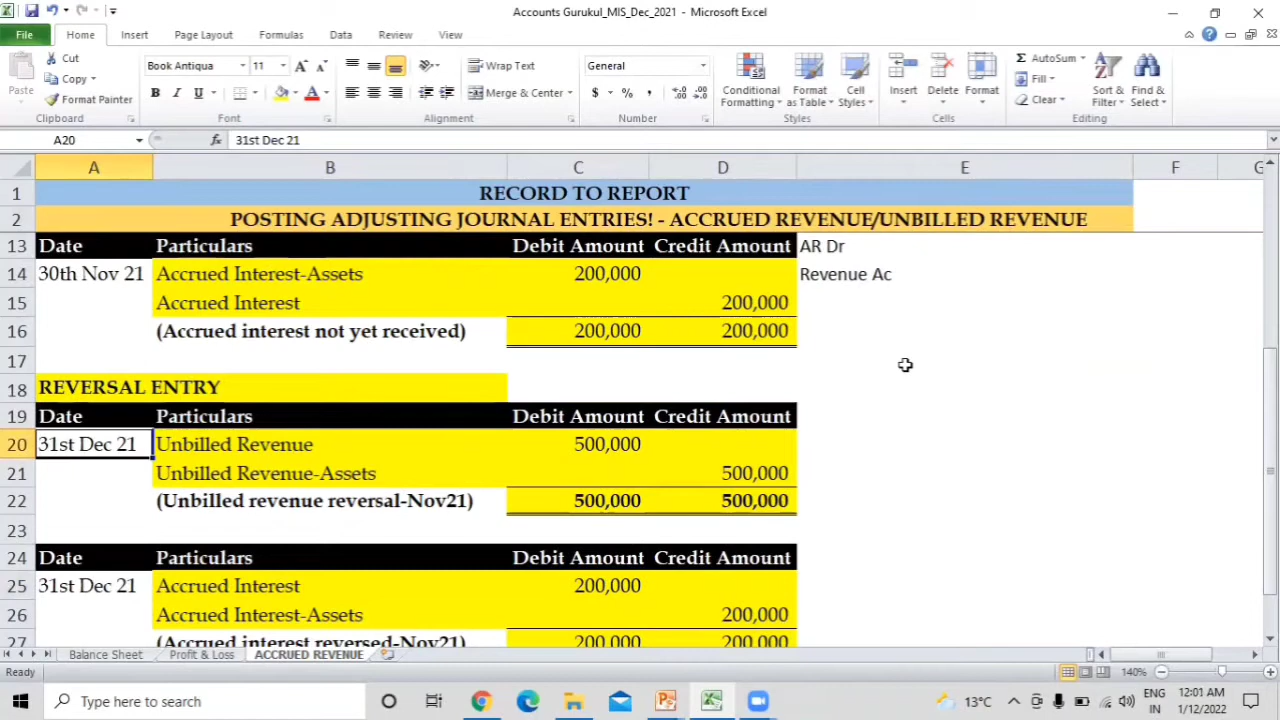 Accounts Gurukul_MIS_Dec_2021 - Microsoft Excel
File Home Insert Page Layout Formulas Data Review View
Cut
Copy
Format Painter
Paste
Clipboard
Book Antiqua 11
B I U
Font
Wrap Text
Merge & Center
Alignment
General
$ % ,
Number
Conditional Formatting
Format as Table
Cell Styles
Styles
Insert Delete Format
Cells
AutoSum
Fill
Clear
Sort & Filter
Find & Select
Editing
A20 fx 31st Dec 21
A B C D E F G
1 RECORD TO REPORT
2 POSTING ADJUSTING JOURNAL ENTRIES! - ACCRUED REVENUE/UNBILLED REVENUE
13 Date Particulars Debit Amount Credit Amount AR Dr
14 30th Nov 21 Accrued Interest-Assets 200,000 Revenue Ac
15 Accrued Interest 200,000
16 (Accrued interest not yet received) 200,000 200,000
17
18 REVERSAL ENTRY
19 Date Particulars Debit Amount Credit Amount
20 31st Dec 21 Unbilled Revenue 500,000
21 Unbilled Revenue-Assets 500,000
22 (Unbilled revenue reversal-Nov21) 500,000 500,000
23
24 Date Particulars Debit Amount Credit Amount
25 31st Dec 21 Accrued Interest 200,000
26 Accrued Interest-Assets 200,000
27 (Accrued interest reversed-Nov21) 200,000 200,000
Balance Sheet Profit & Loss ACCRUED REVENUE
Ready 140%
Type here to search
13°C
ENG
IN
12:01 AM
1/12/2022